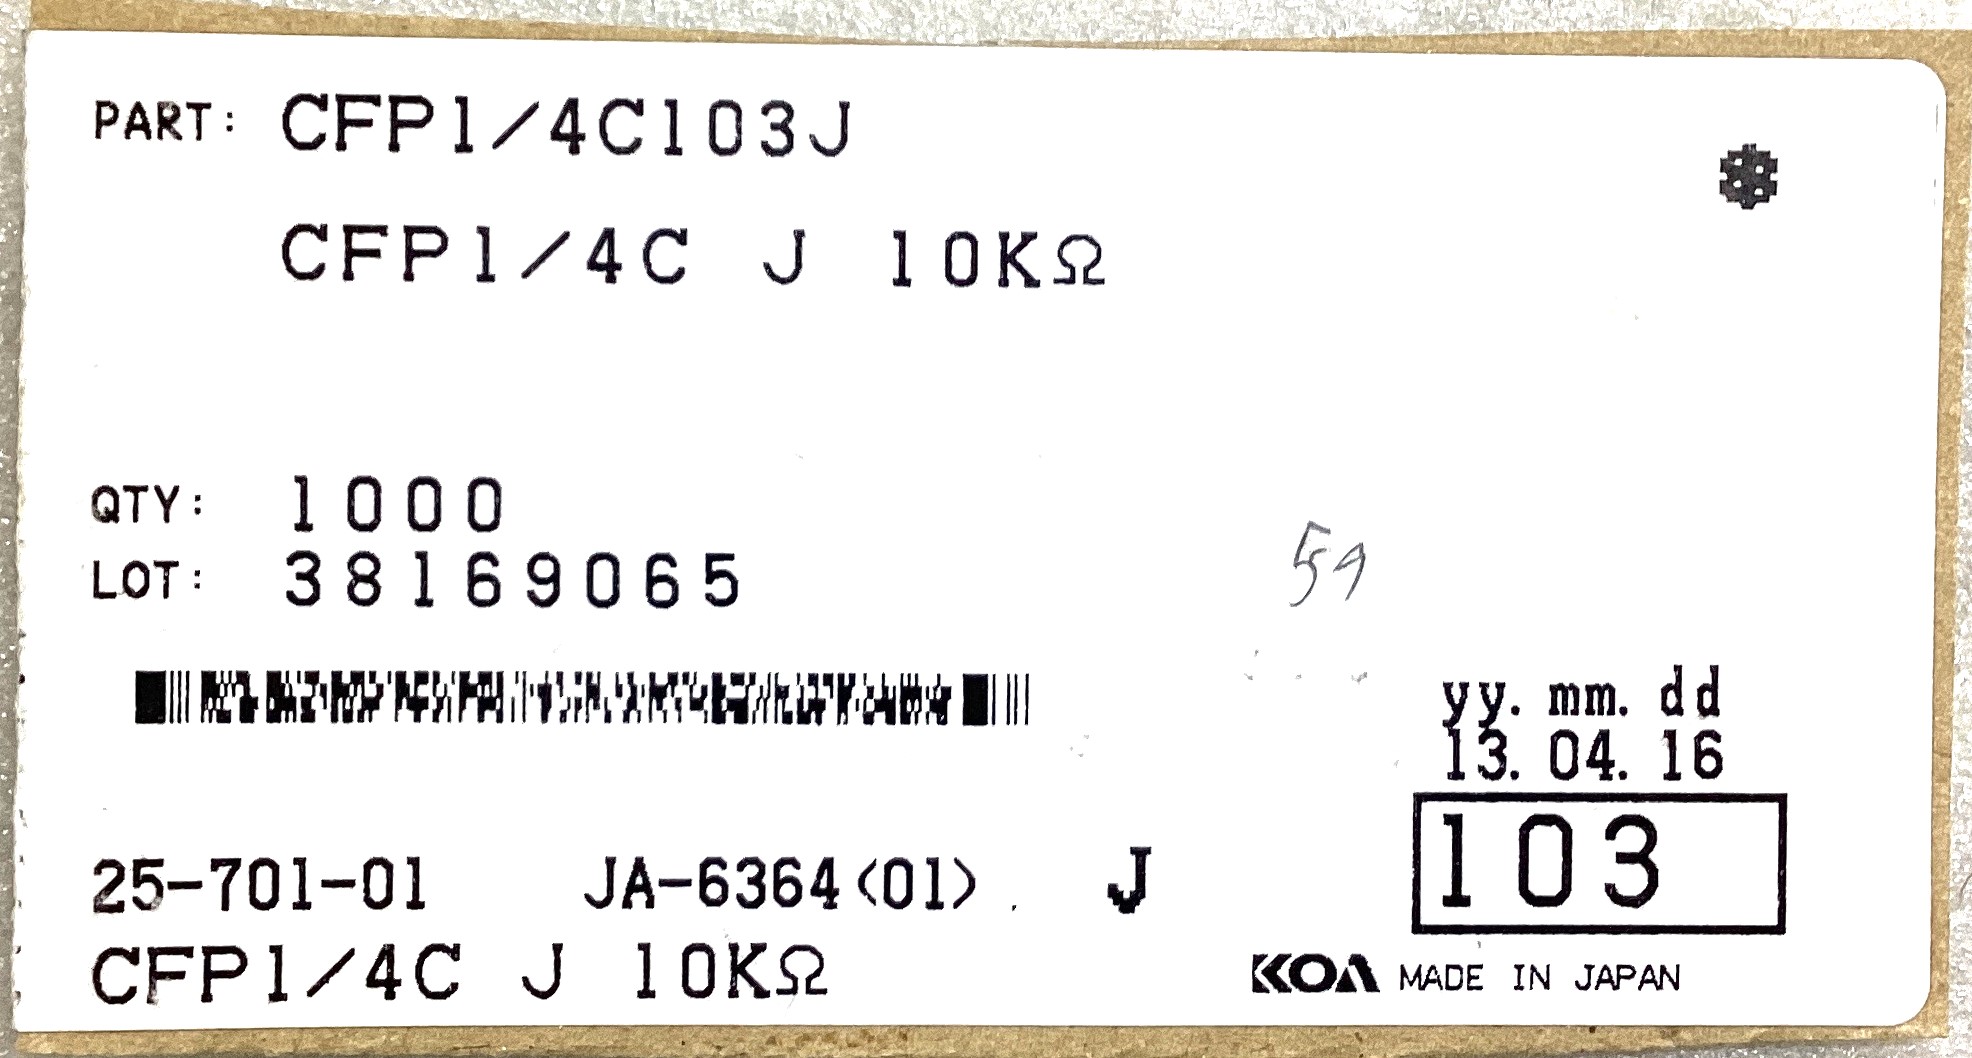 PART: CFP1/4C103J
CFP1/4C J 10KΩ
QTY: 1000
LOT: 38169065
59
yy. mm. dd
13. 04. 16
103
25-701-01 JA-6364<01> . J
CFP1/4C J 10KΩ
KOA MADE IN JAPAN